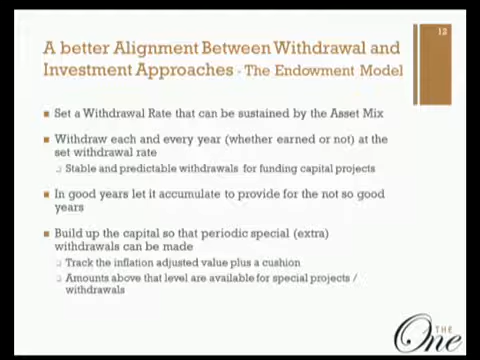 12
A better Alignment Between Withdrawal and
Investment Approaches - The Endowment Model
Set a Withdrawal Rate that can be sustained by the Asset Mix
Withdraw each and every year (whether earned or not) at the
set withdrawal rate
Stable and predictable withdrawals for funding capital projects
In good years let it accumulate to provide for the not so good
years
Build up the capital so that periodic special (extra)
withdrawals can be made
Track the inflation adjusted value plus a cushion
Amounts above that level are available for special projects /
withdrawals
THE
One